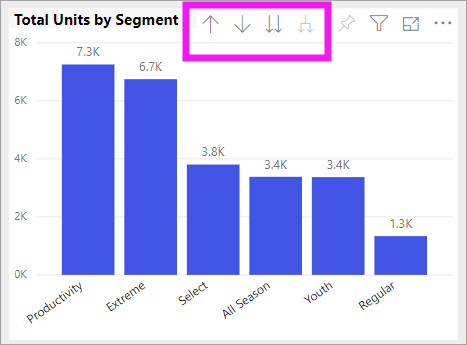 Total Units by Segment
8K
7.3K
6.7K
6K
3.8K
4K
3.4K
3.4K
2K
1.3K
0K
Productivity
Extreme
Select
All Season
Youth
Regular